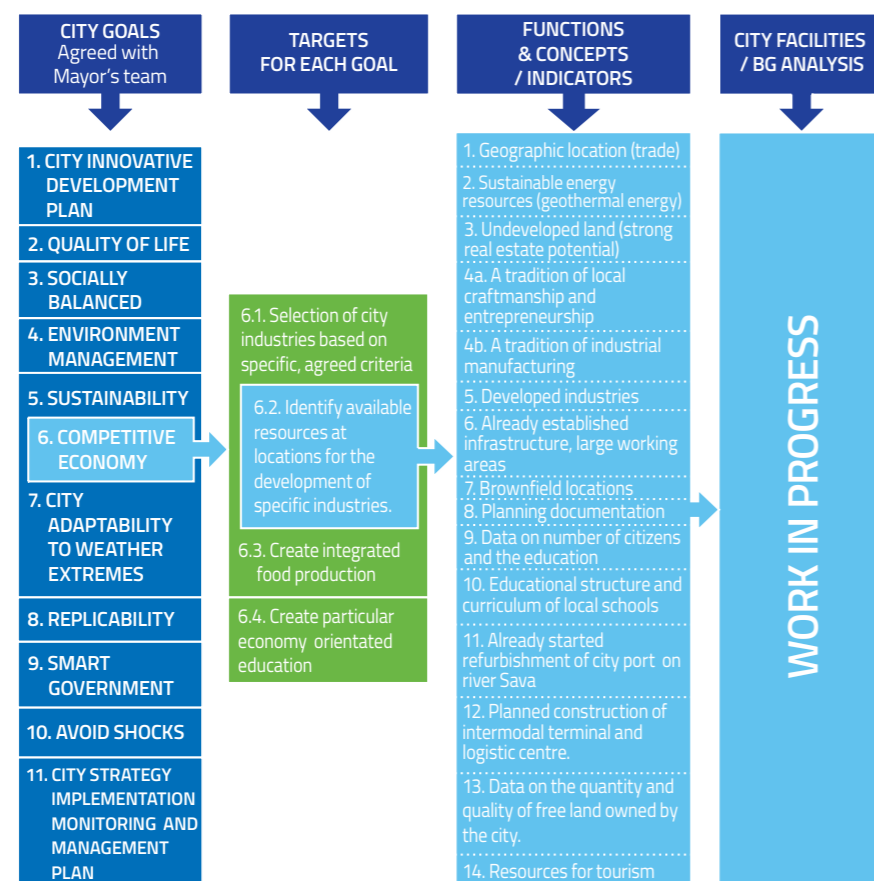 CITY GOALS
Agreed with
Mayor's team
TARGETS
FOR EACH GOAL
FUNCTIONS
& CONCEPTS
/ INDICATORS
CITY FACILITIES
/ BG ANALYSIS
1. CITY INNOVATIVE
DEVELOPMENT
PLAN
2. QUALITY OF LIFE
3. SOCIALLY
BALANCED
4. ENVIRONMENT
MANAGEMENT
5. SUSTAINABILITY
6. COMPETITIVE
ECONOMY
7. CITY
ADAPTABILITY
TO WEATHER
EXTREMES
8. REPLICABILITY
9. SMART
GOVERNMENT
10. AVOID SHOCKS
11. CITY STRATEGY
IMPLEMENTATION
MONITORING AND
MANAGEMENT
PLAN
6.1. Selection of city
industries based on
specific, agreed criteria
6.2. Identify available
resources at
locations for the
development of
specific industries.
6.3. Create integrated
food production
6.4. Create particular
economy orientated
education
1. Geographic location (trade)
2. Sustainable energy
resources (geothermal energy)
3. Undeveloped land (strong
real estate potential)
4a. A tradition of local
craftmanship and
entrepreneurship
4b. A tradition of industrial
manufacturing
5. Developed industries
6. Already established
infrastructure, large working
areas
7. Brownfield locations
8. Planning documentation
9. Data on number of citizens
and the education
10. Educational structure and
curriculum of local schools
11. Already started
refurbishment of city port on
river Sava
12. Planned construction of
intermodal terminal and
logistic centre.
13. Data on the quantity and
quality of free land owned by
the city.
14. Resources for tourism
WORK IN PROGRESS